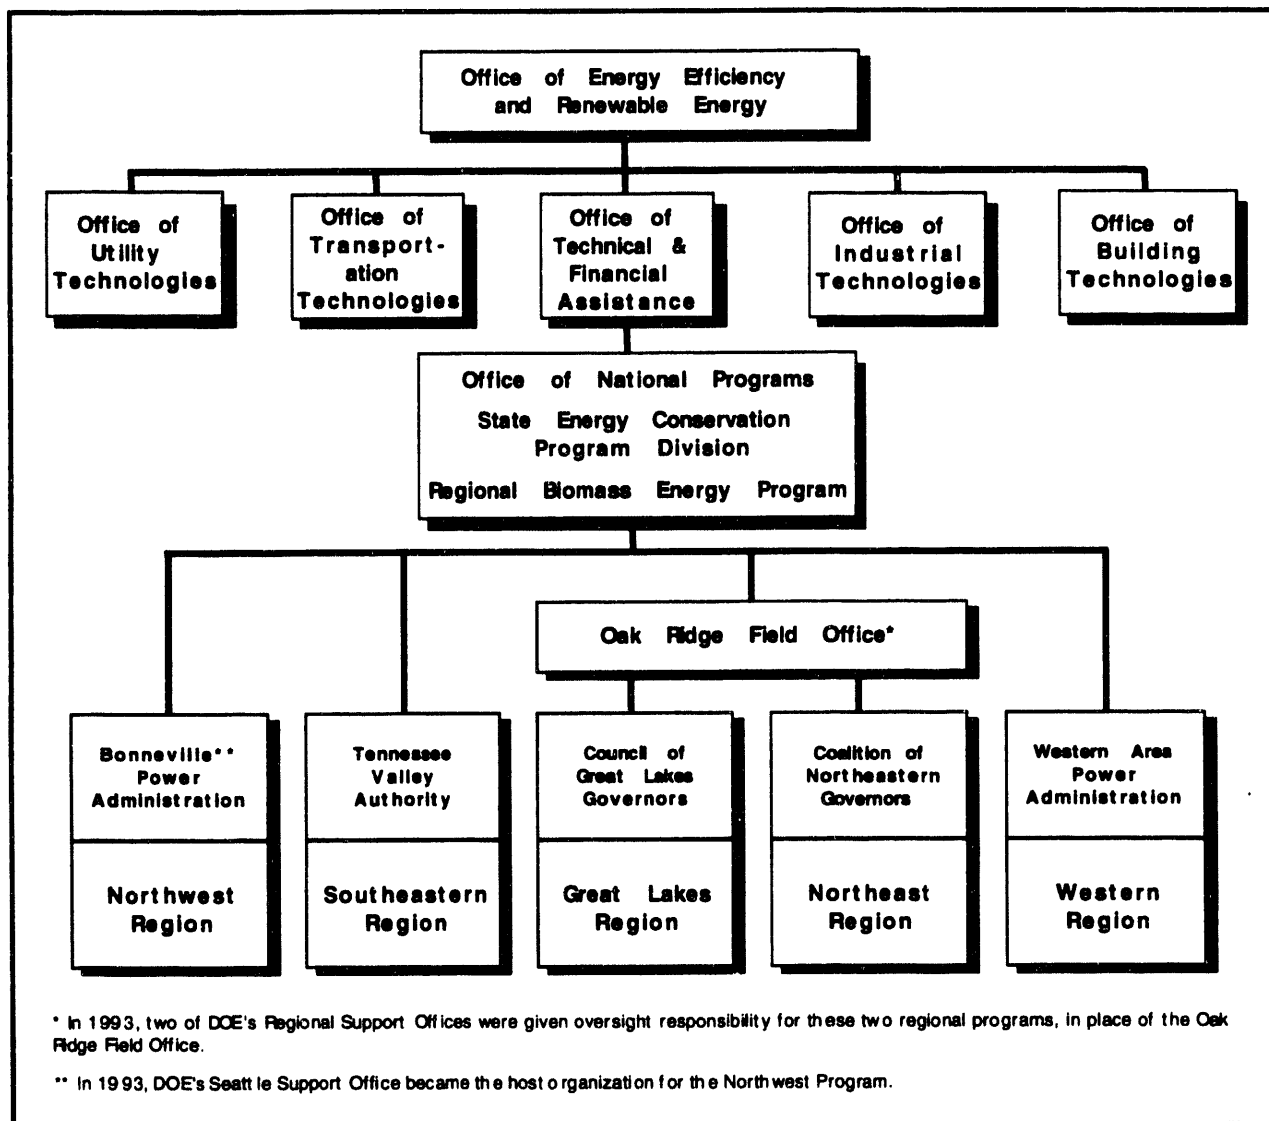 Office of Energy Efficiency
and Renewable Energy
Office of
Utility
Technologies
Office of
Transport-
ation
Technologies
Office of
Technical &
Financial
Assistance
Office of
Industrial
Technologies
Office of
Building
Technologies
Office of National Programs
State Energy Conservation
Program Division
Regional Biomass Energy Program
Oak Ridge Field Office*
Bonneville**
Power
Administration
Northwest
Region
Tennessee
Valley
Authority
Southeastern
Region
Council of
Great Lakes
Governors
Great Lakes
Region
Coalition of
Northeastern
Governors
Northeast
Region
Western Area
Power
Administration
Western
Region
* In 1993, two of DOE's Regional Support Offices were given oversight responsibility for these two regional programs, in place of the Oak
Ridge Field Office.
** In 1993, DOE's Seattle Support Office became the host organization for the Northwest Program.